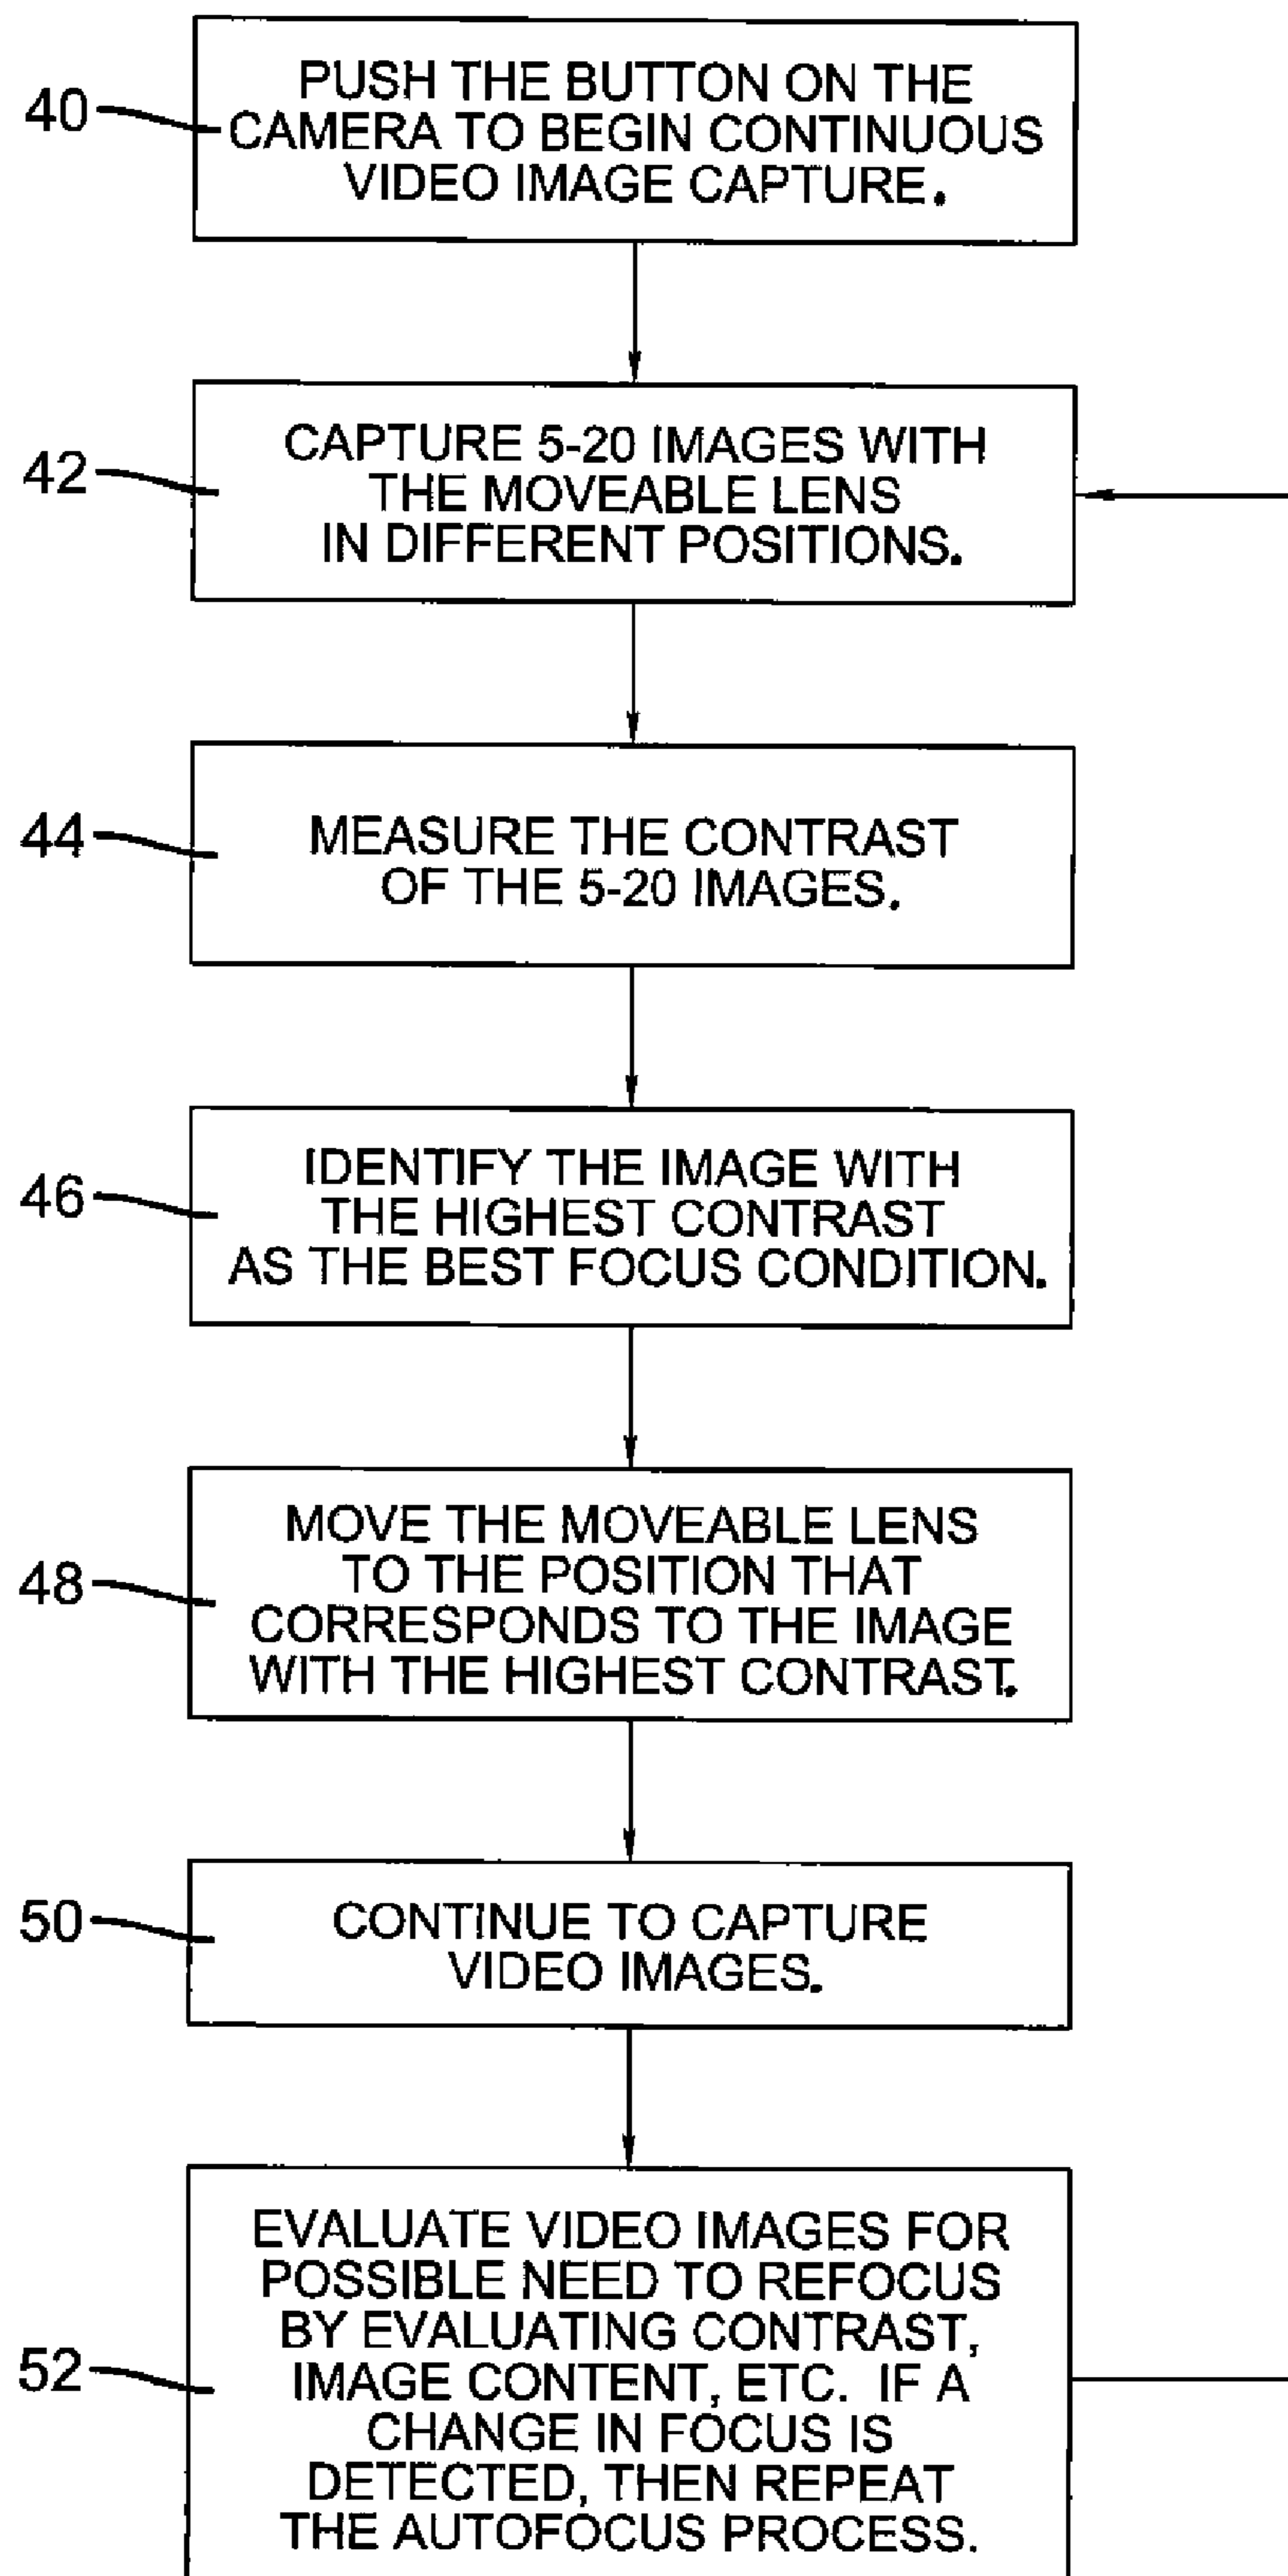 40
PUSH THE BUTTON ON THE
CAMERA TO BEGIN CONTINUOUS
VIDEO IMAGE CAPTURE.
42
CAPTURE 5-20 IMAGES WITH
THE MOVEABLE LENS
IN DIFFERENT POSITIONS.
44
MEASURE THE CONTRAST
OF THE 5-20 IMAGES.
46
IDENTIFY THE IMAGE WITH
THE HIGHEST CONTRAST
AS THE BEST FOCUS CONDITION.
48
MOVE THE MOVEABLE LENS
TO THE POSITION THAT
CORRESPONDS TO THE IMAGE
WITH THE HIGHEST CONTRAST.
50
CONTINUE TO CAPTURE
VIDEO IMAGES.
52
EVALUATE VIDEO IMAGES FOR
POSSIBLE NEED TO REFOCUS
BY EVALUATING CONTRAST,
IMAGE CONTENT, ETC. IF A
CHANGE IN FOCUS IS
DETECTED, THEN REPEAT
THE AUTOFOCUS PROCESS.